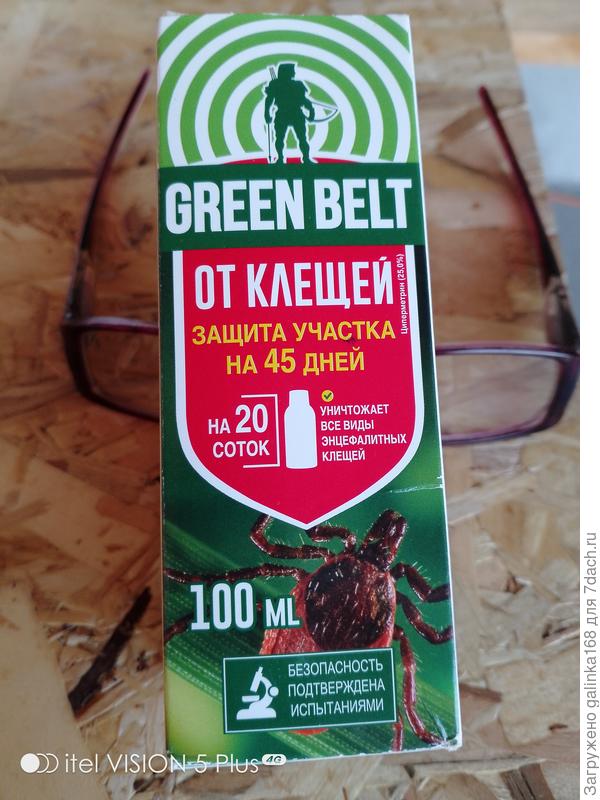 GREEN BELT
ОТ КЛЕЩЕЙ
Циперметрин (25,0%)
ЗАЩИТА УЧАСТКА
НА 45 ДНЕЙ
НА 20
СОТОК
УНИЧТОЖАЕТ
ВСЕ ВИДЫ
ЭНЦЕФАЛИТНЫХ
КЛЕЩЕЙ
100 ML
БЕЗОПАСНОСТЬ
ПОДТВЕРЖДЕНА
ИСПЫТАНИЯМИ
itel VISION 5 Plus 4G
Загружено galinka168 для 7dach.ru